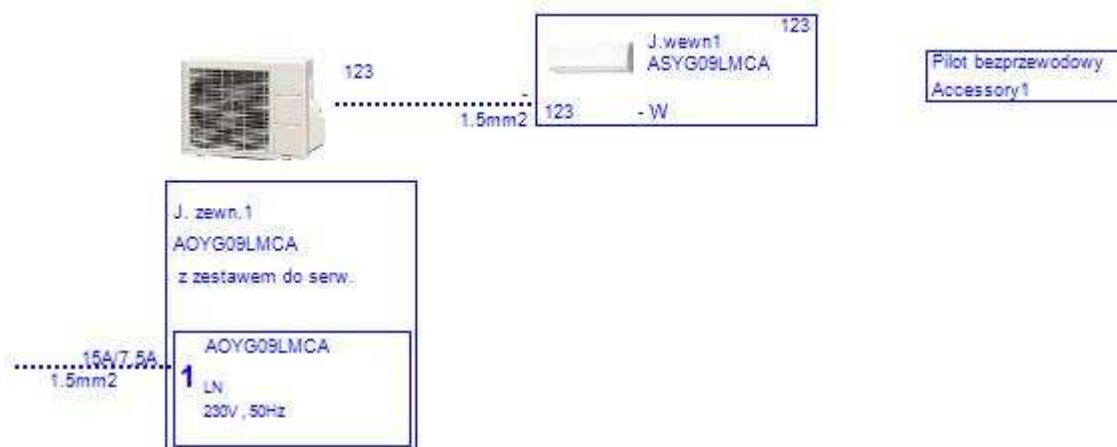 123
J.wewn1
ASYG09LMCA
Pilot bezprzewodowy
Accessory1
123
-
1.5mm2
123
- W
J. zewn.1
AOYG09LMCA
z zestawem do serw.
15A/7.5A
1.5mm2
AOYG09LMCA
1
LN
230V , 50Hz